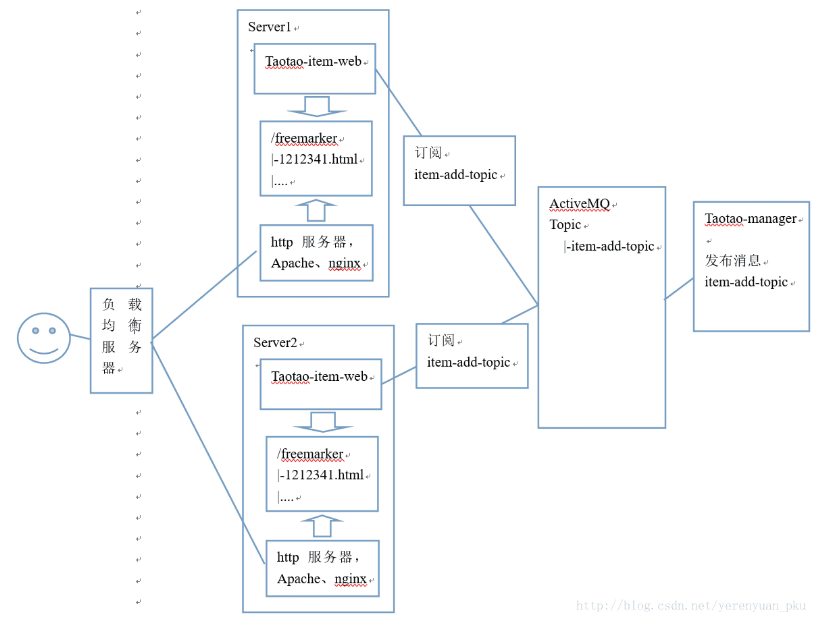 Server1
Taotao-item-web
/freemarker
|-1212341.html
|....
http 服务器，
Apache、nginx
订阅
item-add-topic
ActiveMQ
Topic
|-item-add-topic
Taotao-manager
发布消息
item-add-topic
负载
均衡
服务
器
Server2
Taotao-item-web
订阅
item-add-topic
/freemarker
|-1212341.html
|....
http 服务器，
Apache、nginx
http://blog.csdn.net/yerenyuan_pku